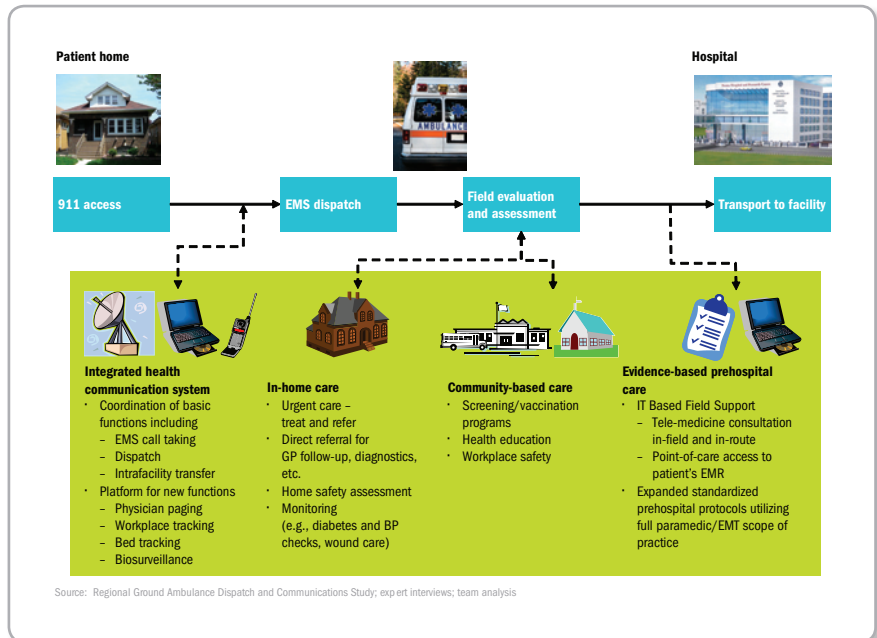 Patient home
Hospital
AMBULANCE
911 access
EMS dispatch
Field evaluation
and assessment
Transport to facility
Integrated health
communication system
· Coordination of basic
functions including
– EMS call taking
– Dispatch
– Intrafacility transfer
· Platform for new functions
– Physician paging
– Workplace tracking
– Bed tracking
– Biosurveillance
In-home care
· Urgent care –
treat and refer
· Direct referral for
GP follow-up, diagnostics,
etc.
· Home safety assessment
· Monitoring
(e.g., diabetes and BP
checks, wound care)
Community-based care
· Screening/vaccination
programs
· Health education
· Workplace safety
Evidence-based prehospital
care
· IT Based Field Support
– Tele-medicine consultation
in-field and in-route
– Point-of-care access to
patient's EMR
· Expanded standardized
prehospital protocols utilizing
full paramedic/EMT scope of
practice
Source: Regional Ground Ambulance Dispatch and Communications Study; expert interviews; team analysis